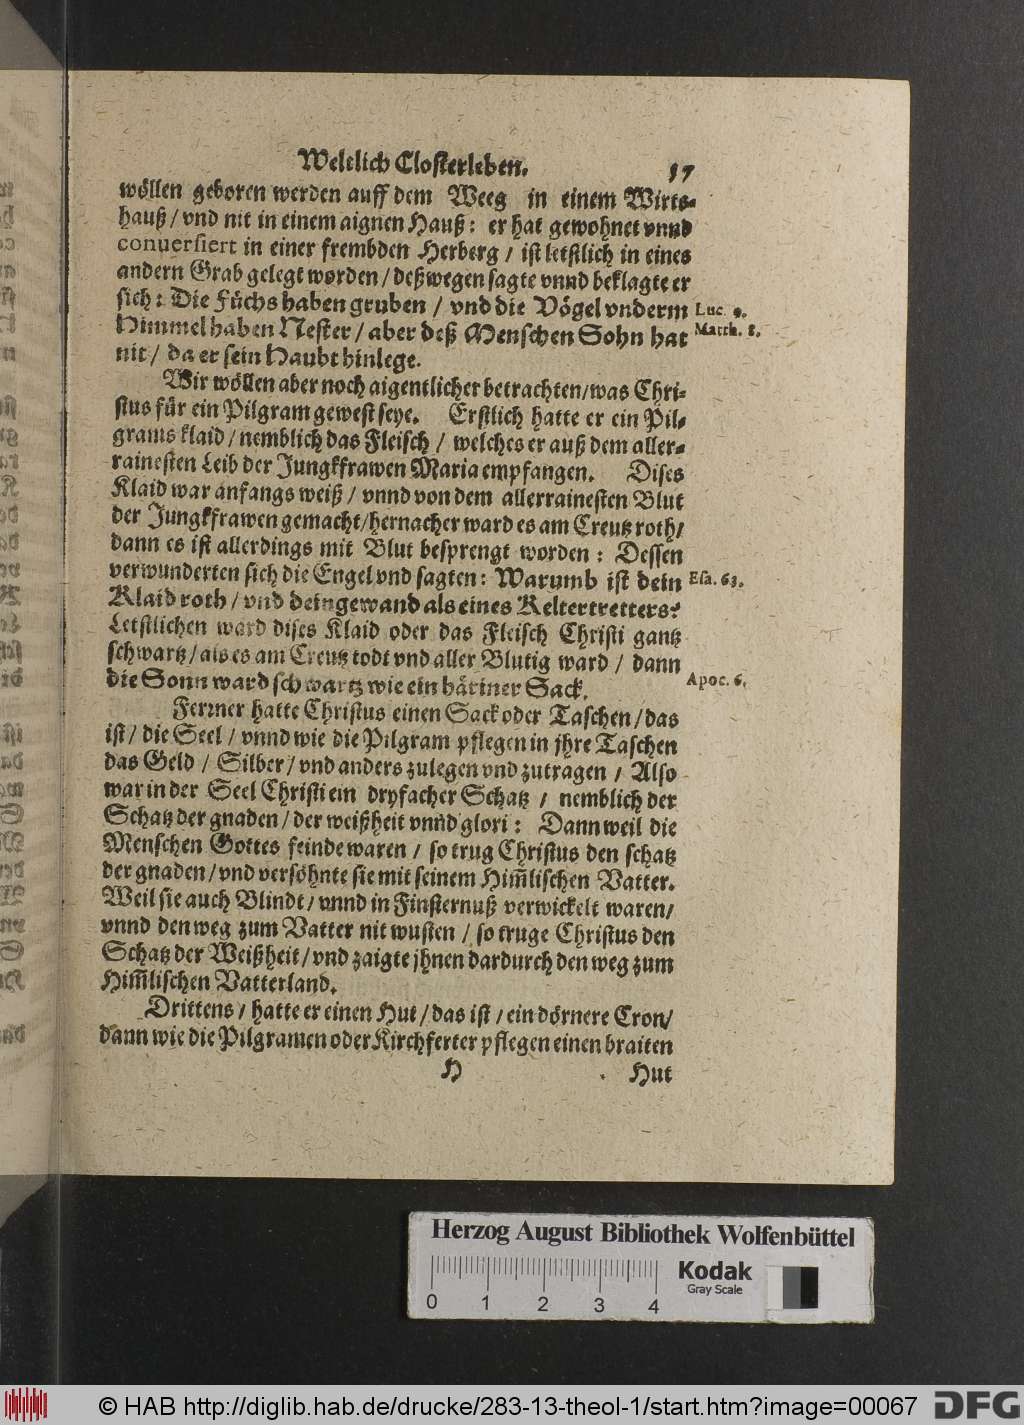 Weltlich Closterleben. 57
wöllen geboren werden auff dem Weeg in einem Wirts-
hauß / vnd nit in einem aignen Hauß: er hat gewohnet vnnd
conuersiert in einer frembden Herberg / ist letstlich in eines
andern Grab gelegt worden / deßwegen sagte vnnd beklagte er
sich: Die Füchs haben gruben / vnd die Vögel vnderm
Luc. 9.
Himmel haben Nester / aber deß Menschen Sohn hat
Matth. 8.
nit / da er sein Haubt hinlege.
Wir wöllen aber noch aigentlicher betrachten / was Chri-
stus für ein Pilgram gewest seye. Erstlich hatte er ein Pil-
grams klaid / nemblich das Fleisch / welches er auß dem aller-
rainesten Leib der Jungkfrawen Maria empfangen. Dises
Klaid war anfangs weiß / vnnd von dem allerrainesten Blut
der Jungkfrawen gemacht / hernacher ward es am Creutz roth /
dann es ist allerdings mit Blut besprengt worden: Dessen
verwunderten sich die Engel vnd sagten: Warumb ist dein
Esa. 63.
Klaid roth / vnd dein gewand als eines Keltertretters?
Letstlichen ward dises Klaid oder das Fleisch Christi gantz
schwartz / als es am Creutz todt vnd aller Blutig ward / dann
die Sonn ward schwartz wie ein häriner Sack.
Apoc. 6.
Ferrner hatte Christus einen Sack oder Taschen / das
ist / die Seel / vnnd wie die Pilgram pflegen in jhre Taschen
das Geld / Silber / vnd anders zulegen vnd zutragen / Also
war in der Seel Christi ein dryfacher Schatz / nemblich der
Schatz der gnaden / der weißheit vnnd glori: Dann weil die
Menschen Gottes feinde waren / so trug Christus den schatz
der gnaden / vnd versöhnte sie mit seinem Him̃lischen Vatter.
Weil sie auch Blindt / vnnd in Finsternuß verwickelt waren /
vnnd den weg zum Vatter nit wusten / so truge Christus den
Schatz der Weißheit / vnd zaigte jhnen dardurch den weg zum
Him̃lischen Vatterland.
Drittens / hatte er einen Hut / das ist / ein dörnere Cron /
dann wie die Pilgramen oder Kirchferter pflegen einen braiten
H Hut
Herzog August Bibliothek Wolfenbüttel
Kodak
Gray Scale
0 1 2 3 4
© HAB http://diglib.hab.de/drucke/283-13-theol-1/start.htm?image=00067
DFG